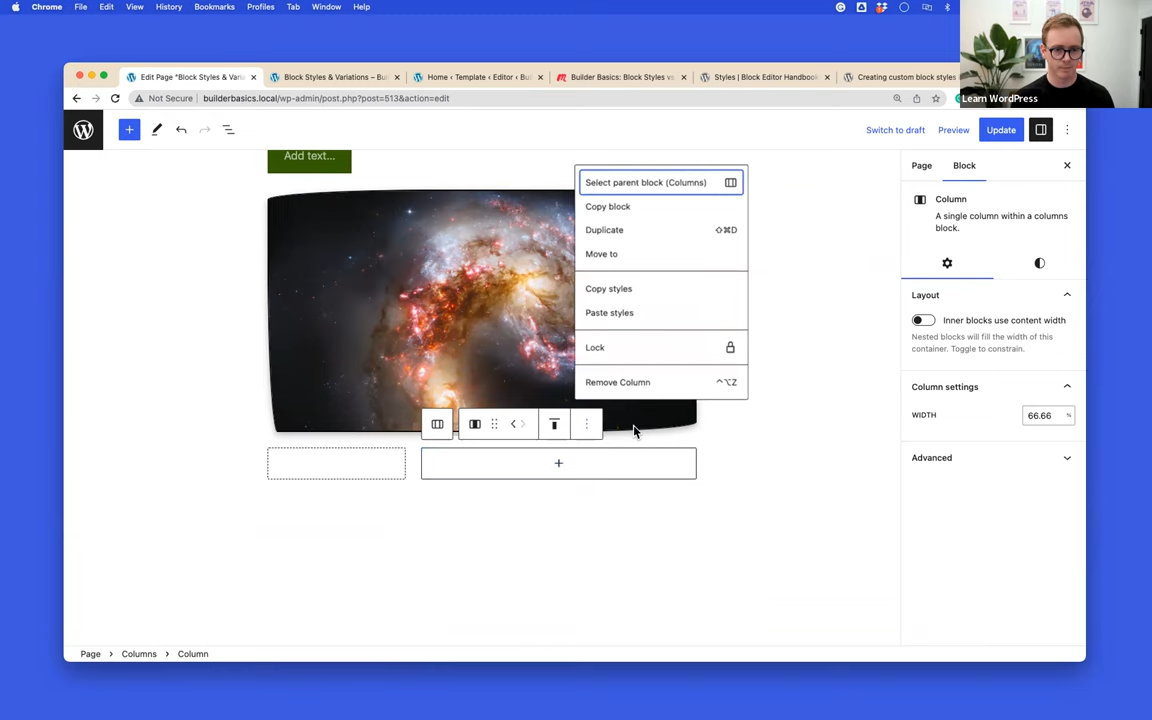 Chrome File Edit View History Bookmarks Profiles Tab Window Help
Edit Page "Block Styles & Varia
Block Styles & Variations – Bui
Home ‹ Template ‹ Editor ‹ Bui
Builder Basics: Block Styles vs.
Styles | Block Editor Handbook
Creating custom block styles
Learn WordPress
Not Secure builderbasics.local/wp-admin/post.php?post=513&action=edit
Switch to draft Preview Update
Add text...
Page Block
Select parent block (Columns)
Copy block
Duplicate ⇧⌘D
Move to
Copy styles
Paste styles
Lock
Remove Column ⌃⌥Z
Column
A single column within a columns
block.
Layout
Inner blocks use content width
Nested blocks will fill the width of this
container. Toggle to constrain.
Column settings
WIDTH 66.66 %
Advanced
Page > Columns > Column